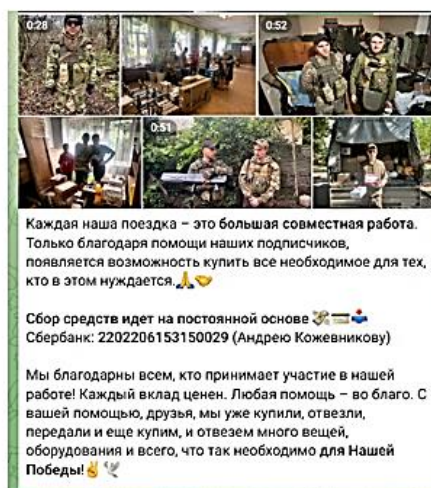 0:28
0:52
0:51
Каждая наша поездка – это большая совместная работа.
Только благодаря помощи наших подписчиков,
появляется возможность купить все необходимое для тех,
кто в этом нуждается.🙏🤝
Сбор средств идет на постоянной основе 💸💳📥
Сбербанк: 2202206153150029 (Андрею Кожевникову)
Мы благодарны всем, кто принимает участие в нашей
работе! Каждый вклад ценен. Любая помощь – во благо. С
вашей помощью, друзья, мы уже купили, отвезли,
передали и еще купим, и отвезем много вещей,
оборудования и всего, что так необходимо для Нашей
Победы!✌️🕊